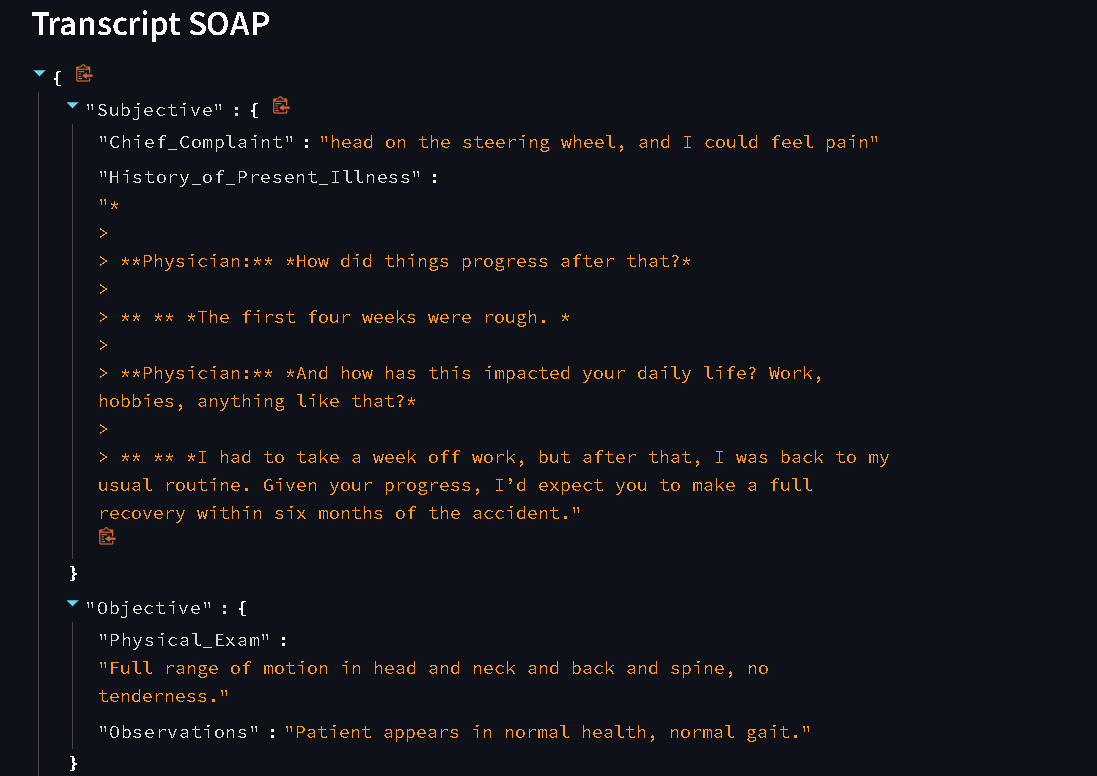 Transcript SOAP
{
"Subjective" : {
"Chief_Complaint" : "head on the steering wheel, and I could feel pain"
"History_of_Present_Illness" :
"*
>
> **Physician:** *How did things progress after that?*
>
> ** ** *The first four weeks were rough. *
>
> **Physician:** *And how has this impacted your daily life? Work,
hobbies, anything like that?*
>
> ** ** *I had to take a week off work, but after that, I was back to my
usual routine. Given your progress, I’d expect you to make a full
recovery within six months of the accident."
}
"Objective" : {
"Physical_Exam" :
"Full range of motion in head and neck and back and spine, no
tenderness."
"Observations" : "Patient appears in normal health, normal gait."
}